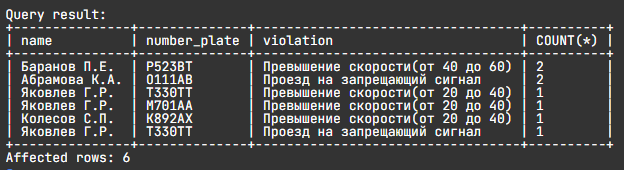 Query result:
+---------------+--------------+---------------------------------+----------+
| name          | number_plate | violation                       | COUNT(*) |
+---------------+--------------+---------------------------------+----------+
| Баранов П.Е.  | Р523ВТ       | Превышение скорости(от 40 до 60) | 2        |
| Абрамова К.А. | О111АВ       | Проезд на запрещающий сигнал    | 2        |
| Яковлев Г.Р.  | Т330ТТ       | Превышение скорости(от 20 до 40) | 1        |
| Яковлев Г.Р.  | М701АА       | Превышение скорости(от 20 до 40) | 1        |
| Колесов С.П.  | К892АХ       | Превышение скорости(от 20 до 40) | 1        |
| Яковлев Г.Р.  | Т330ТТ       | Проезд на запрещающий сигнал    | 1        |
+---------------+--------------+---------------------------------+----------+
Affected rows: 6